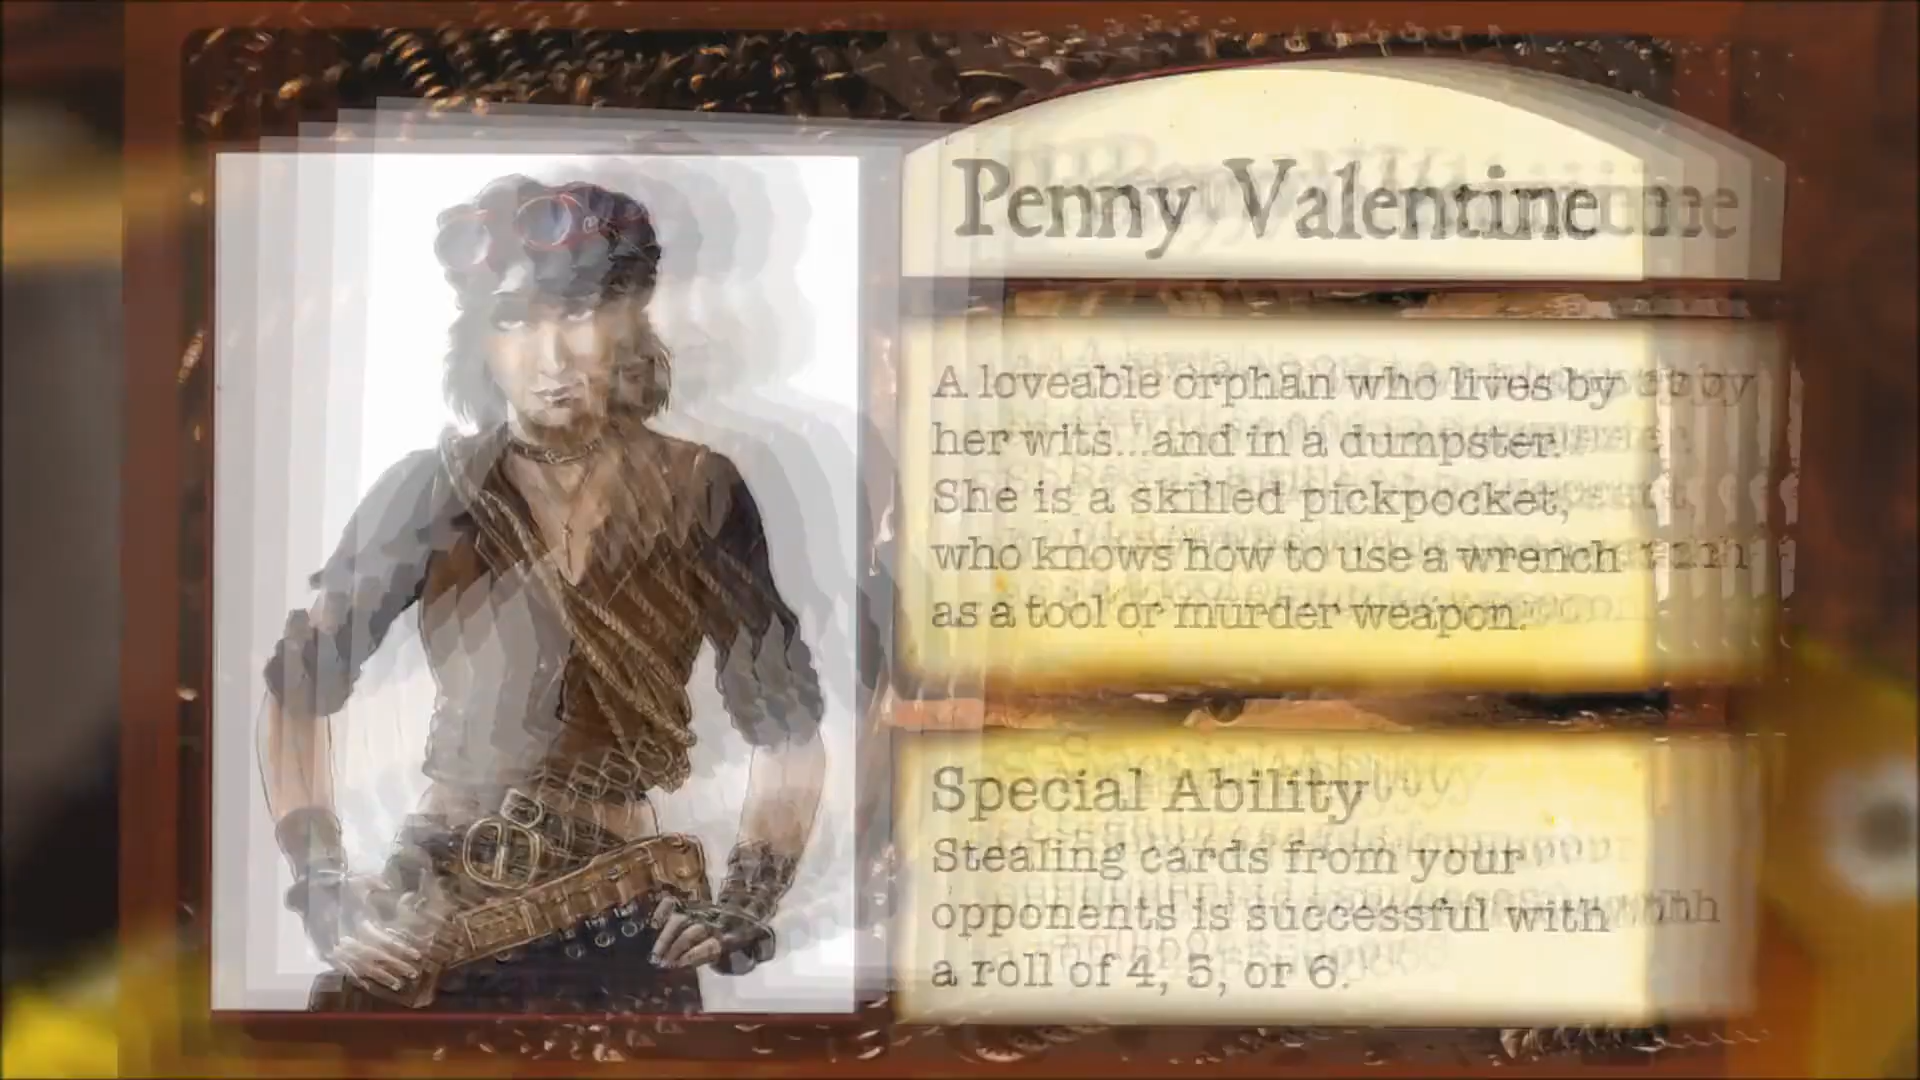 Penny Valentine
A loveable orphan who lives by
her wits...and in a dumpster.
She is a skilled pickpocket,
who knows how to use a wrench
as a tool or murder weapon.
Special Ability
Stealing cards from your
opponents is successful with
a roll of 4, 5, or 6.